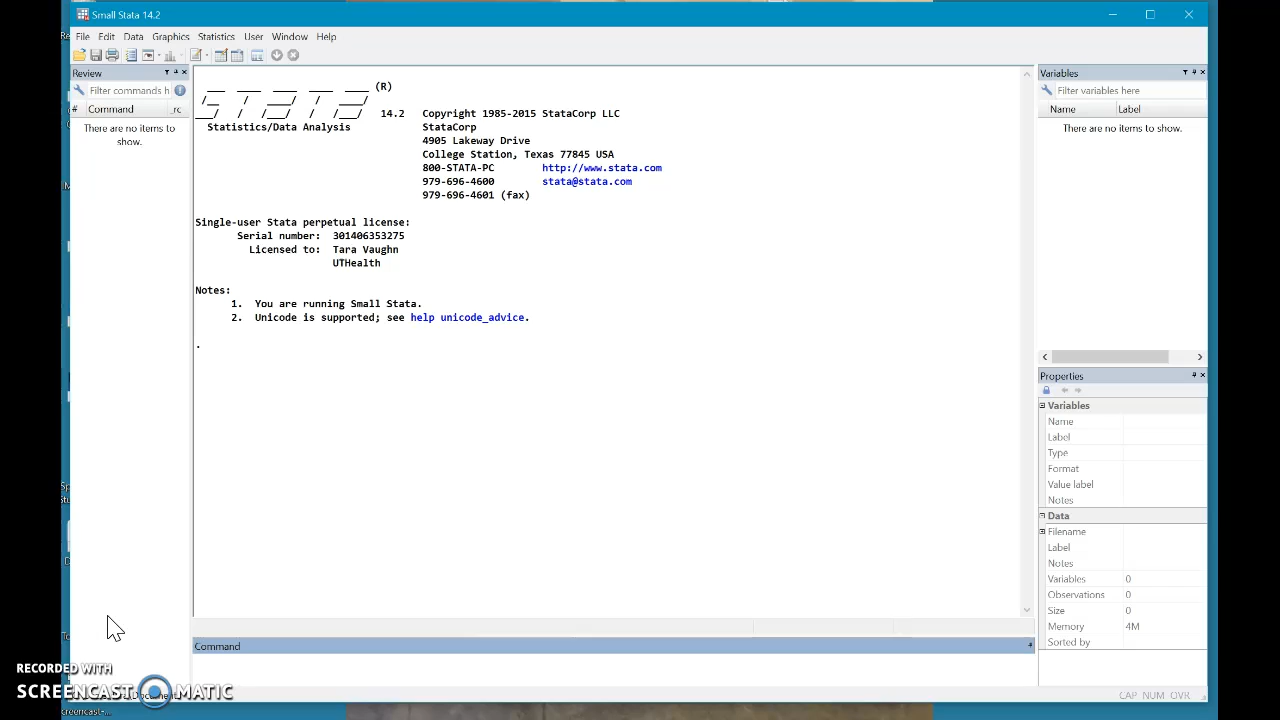 Small Stata 14.2
File Edit Data Graphics Statistics User Window Help
Review
Filter commands h
# Command _rc
There are no items to
show.
(R)
14.2 Copyright 1985-2015 StataCorp LLC
Statistics/Data Analysis StataCorp
4905 Lakeway Drive
College Station, Texas 77845 USA
800-STATA-PC http://www.stata.com
979-696-4600 stata@stata.com
979-696-4601 (fax)
Single-user Stata perpetual license:
Serial number: 301406353275
Licensed to: Tara Vaughn
UTHealth
Notes:
1. You are running Small Stata.
2. Unicode is supported; see help unicode_advice.
.
Command
Variables
Filter variables here
Name Label
There are no items to show.
Properties
Variables
Name
Label
Type
Format
Value label
Notes
Data
Filename
Label
Notes
Variables 0
Observations 0
Size 0
Memory 4M
Sorted by
CAP NUM OVR
RECORDED WITH
SCREENCAST MATIC